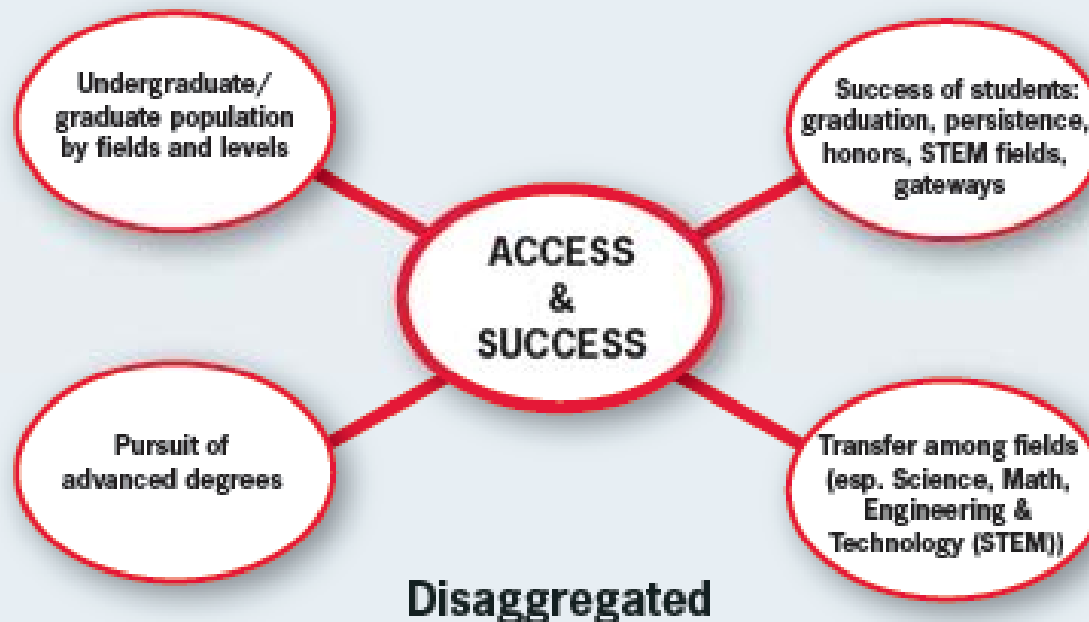 Undergraduate/
graduate population
by fields and levels
Success of students:
graduation, persistence,
honors, STEM fields,
gateways
ACCESS
&
SUCCESS
Pursuit of
advanced degrees
Transfer among fields
(esp. Science, Math,
Engineering &
Technology (STEM))
Disaggregated